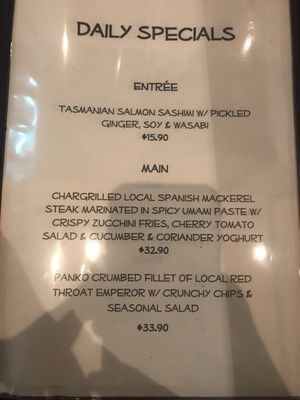 DAILY SPECIALS
ENTRÉE
TASMANIAN SALMON SASHIMI W/ PICKLED
GINGER, SOY & WASABI
$15.90
MAIN
CHARGRILLED LOCAL SPANISH MACKEREL
STEAK MARINATED IN SPICY UMAMI PASTE W/
CRISPY ZUCCHINI FRIES, CHERRY TOMATO
SALAD & CUCUMBER & CORIANDER YOGHURT
$32.90
PANKO CRUMBED FILLET OF LOCAL RED
THROAT EMPEROR W/ CRUNCHY CHIPS &
SEASONAL SALAD
$33.90